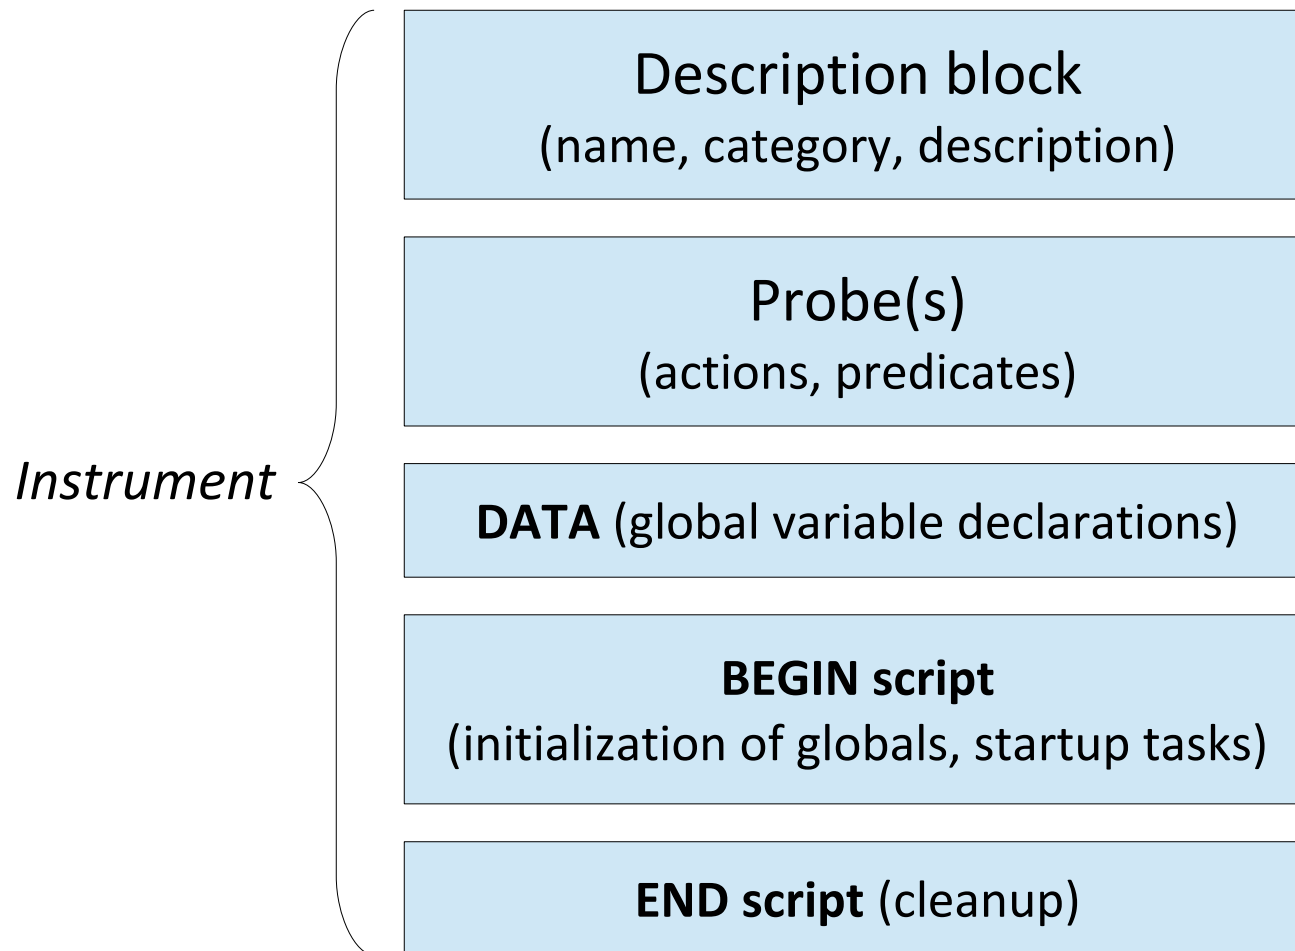 Description block
(name, category, description)
Probe(s)
(actions, predicates)
Instrument
DATA (global variable declarations)
BEGIN script
(initialization of globals, startup tasks)
END script (cleanup)